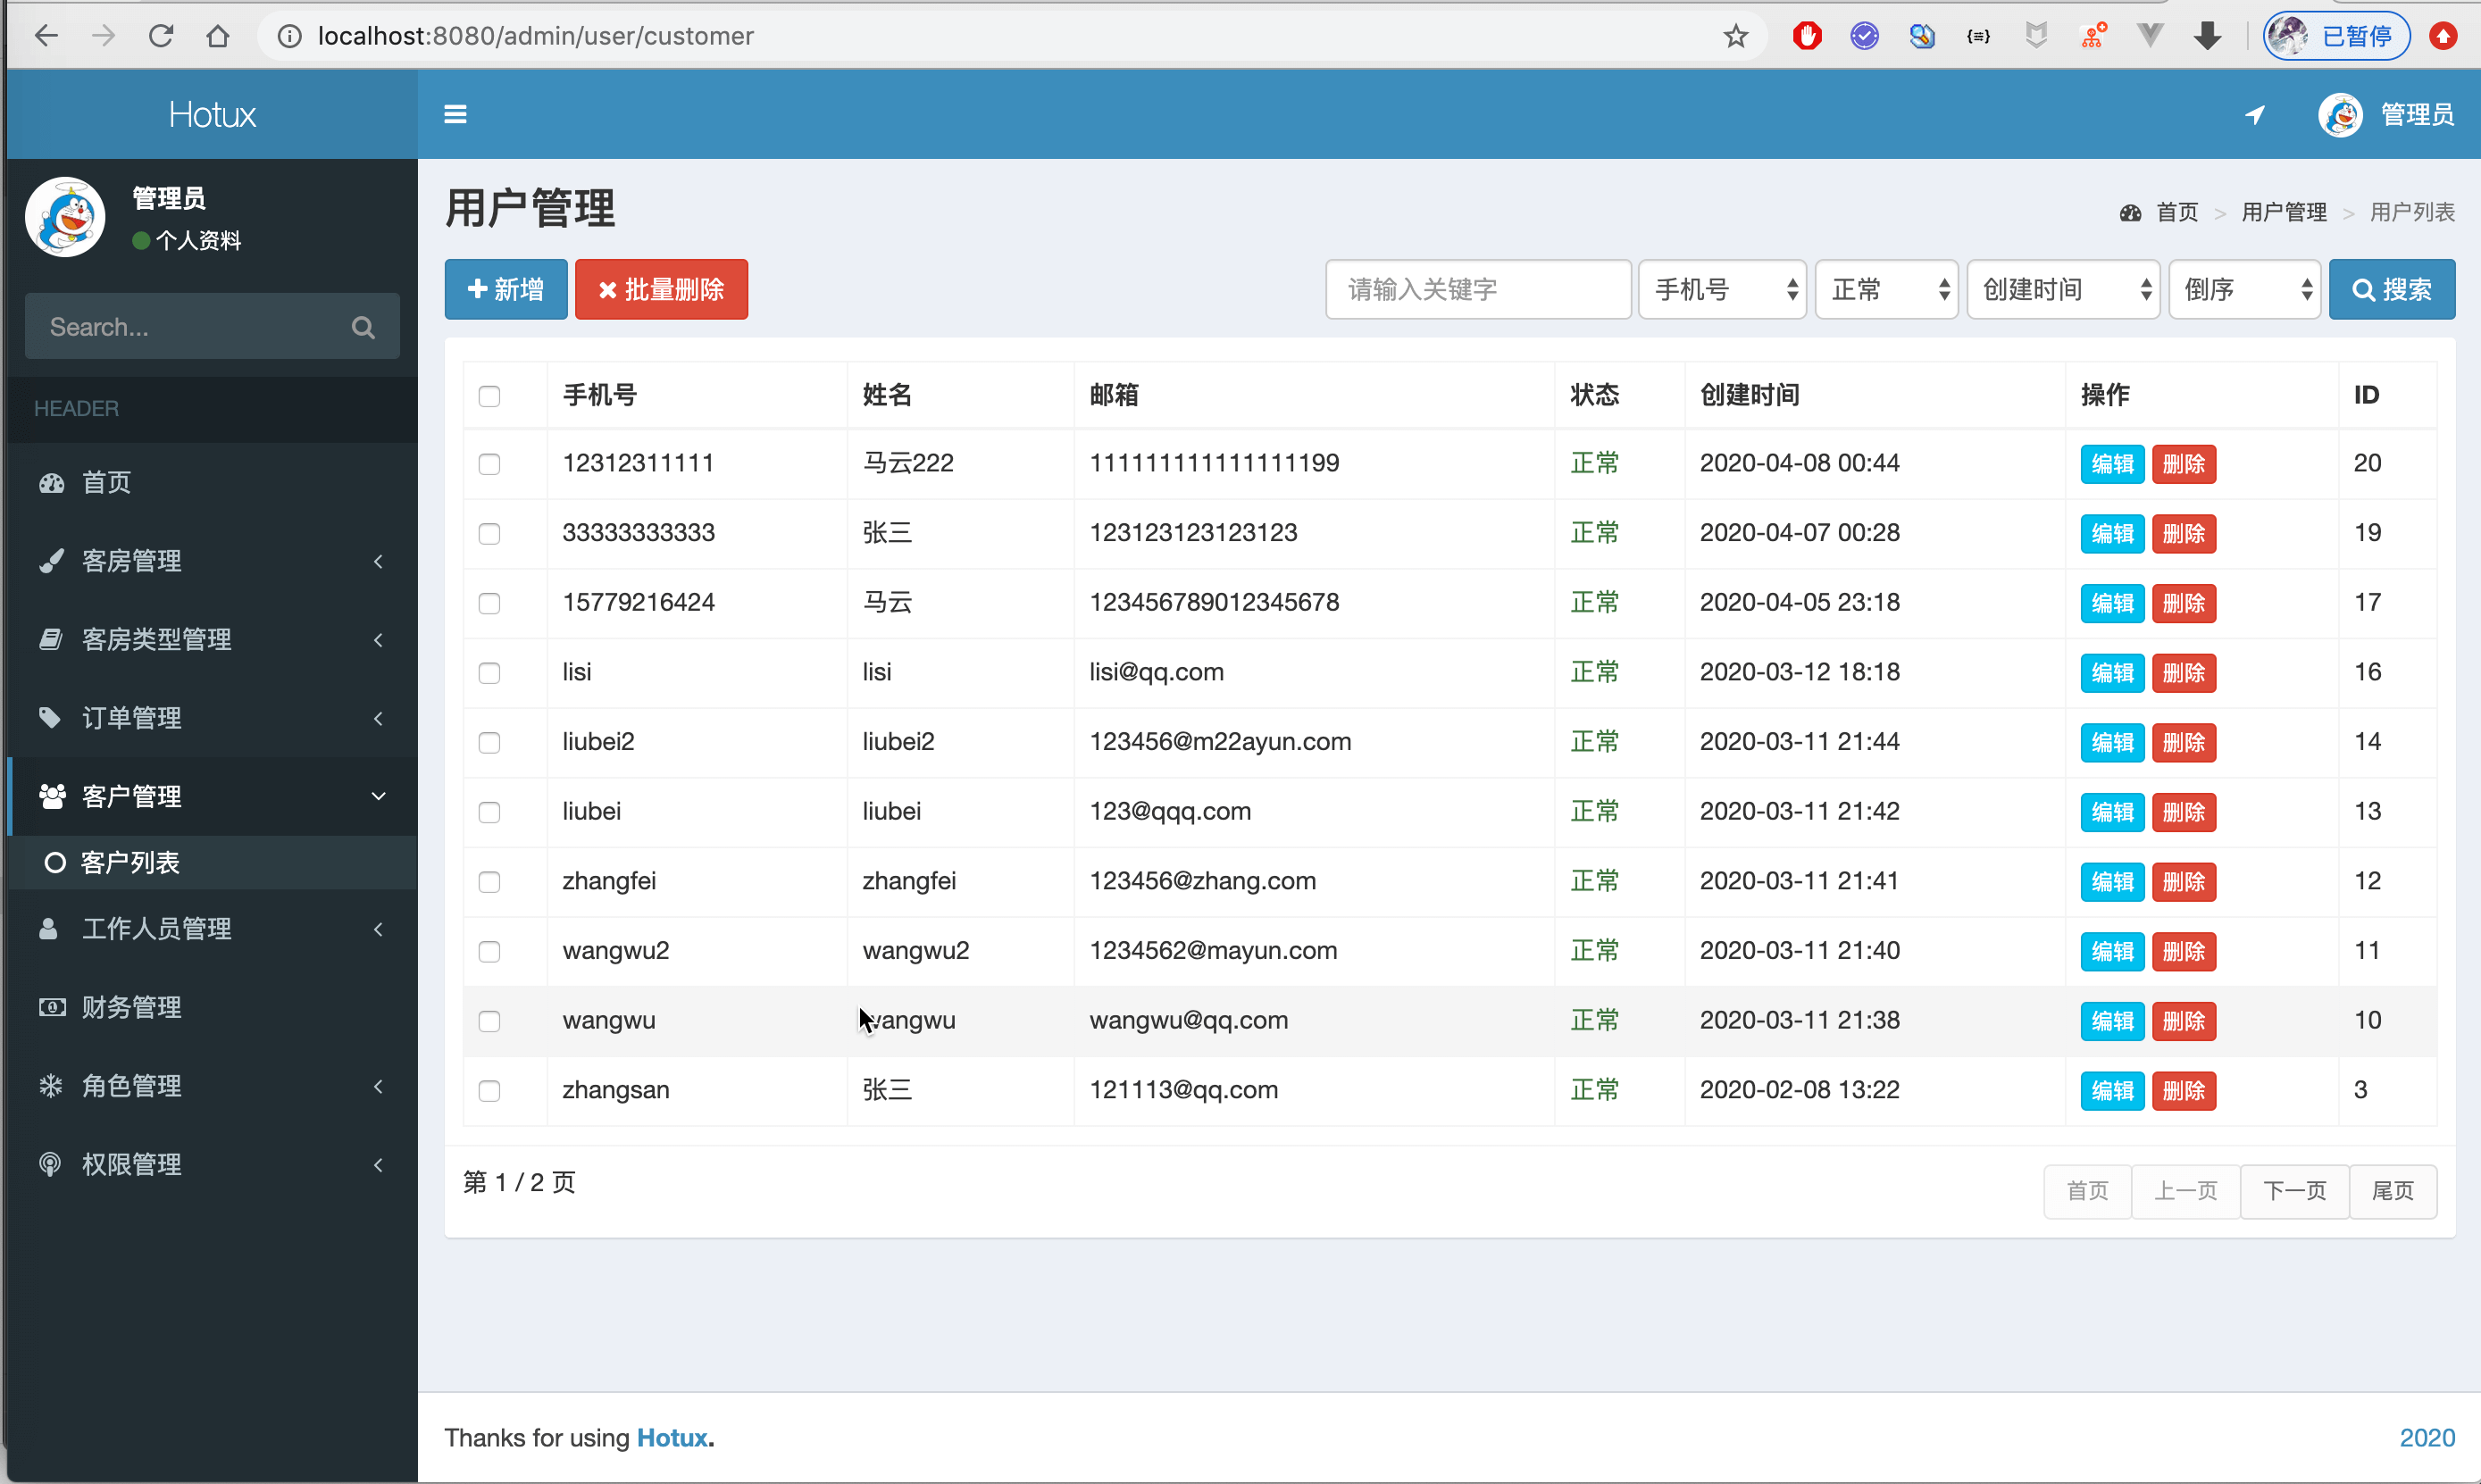 localhost:8080/admin/user/customer
已暂停
Hotux
管理员
管理员
个人资料
Search...
HEADER
首页
客房管理
客房类型管理
订单管理
客户管理
客户列表
工作人员管理
财务管理
角色管理
权限管理
用户管理
首页 > 用户管理 > 用户列表
新增 批量删除 请输入关键字 手机号 正常 创建时间 倒序 搜索
手机号 姓名 邮箱 状态 创建时间 操作 ID
12312311111 马云222 111111111111111199 正常 2020-04-08 00:44 编辑 删除 20
33333333333 张三 123123123123123 正常 2020-04-07 00:28 编辑 删除 19
15779216424 马云 123456789012345678 正常 2020-04-05 23:18 编辑 删除 17
lisi lisi lisi@qq.com 正常 2020-03-12 18:18 编辑 删除 16
liubei2 liubei2 123456@m22ayun.com 正常 2020-03-11 21:44 编辑 删除 14
liubei liubei 123@qqq.com 正常 2020-03-11 21:42 编辑 删除 13
zhangfei zhangfei 123456@zhang.com 正常 2020-03-11 21:41 编辑 删除 12
wangwu2 wangwu2 1234562@mayun.com 正常 2020-03-11 21:40 编辑 删除 11
wangwu wangwu wangwu@qq.com 正常 2020-03-11 21:38 编辑 删除 10
zhangsan 张三 121113@qq.com 正常 2020-02-08 13:22 编辑 删除 3
第 1 / 2 页
首页 上一页 下一页 尾页
Thanks for using Hotux.
2020